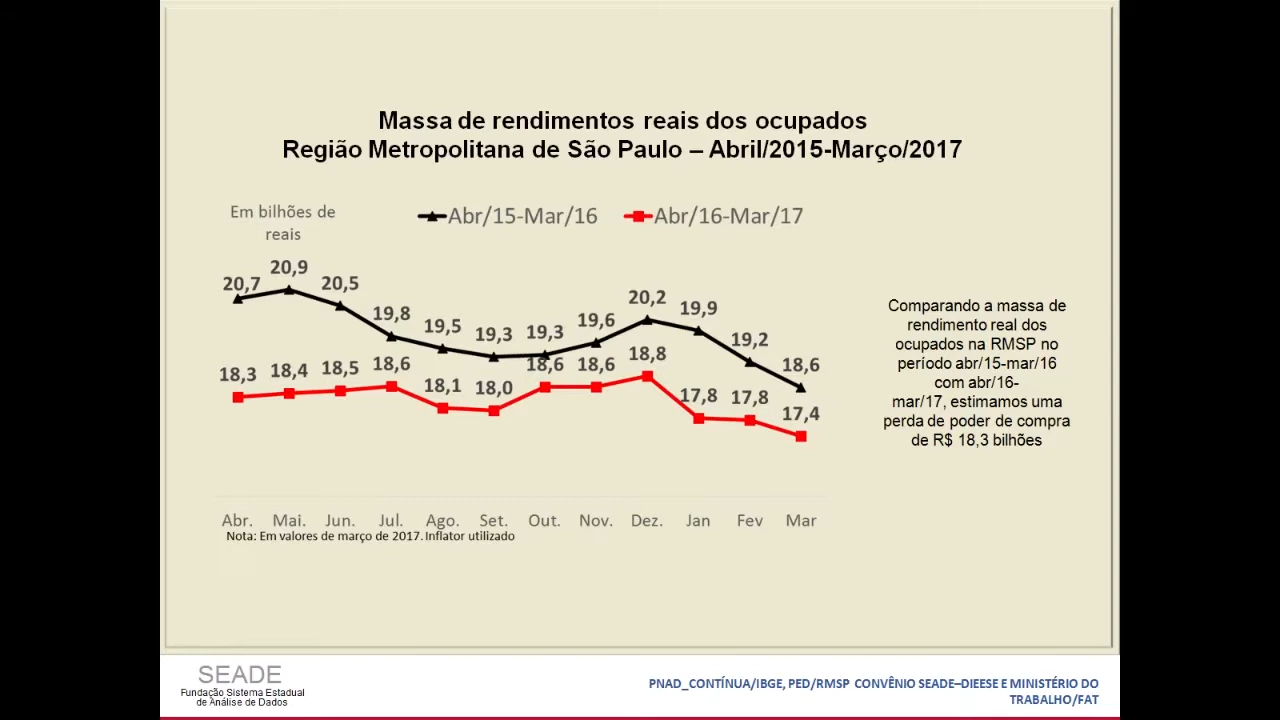 Massa de rendimentos reais dos ocupados
Região Metropolitana de São Paulo – Abril/2015-Março/2017
Em bilhões de
reais
Abr/15-Mar/16
Abr/16-Mar/17
20,7 20,9 20,5 19,8 19,5 19,3 19,3 19,6 20,2 19,9 19,2 18,6
18,3 18,4 18,5 18,6 18,1 18,0 18,6 18,6 18,8 17,8 17,8 17,4
Abr. Mai. Jun. Jul. Ago. Set. Out. Nov. Dez. Jan Fev Mar
Nota: Em valores de março de 2017. Inflator utilizado
Comparando a massa de
rendimento real dos
ocupados na RMSP no
período abr/15-mar/16
com abr/16-
mar/17, estimamos uma
perda de poder de compra
de R$ 18,3 bilhões
SEADE
Fundação Sistema Estadual
de Análise de Dados
PNAD_CONTÍNUA/IBGE, PED/RMSP CONVÊNIO SEADE–DIEESE E MINISTÉRIO DO
TRABALHO/FAT